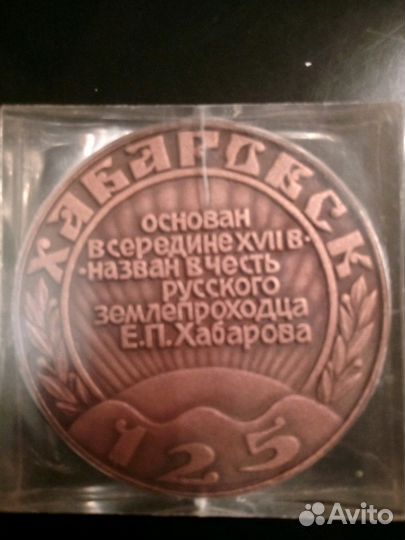 ХАБАРОВСК
основан
в середине XVII в.
·назван в честь
русского
землепроходца
Е.П. Хабарова
125
Avito